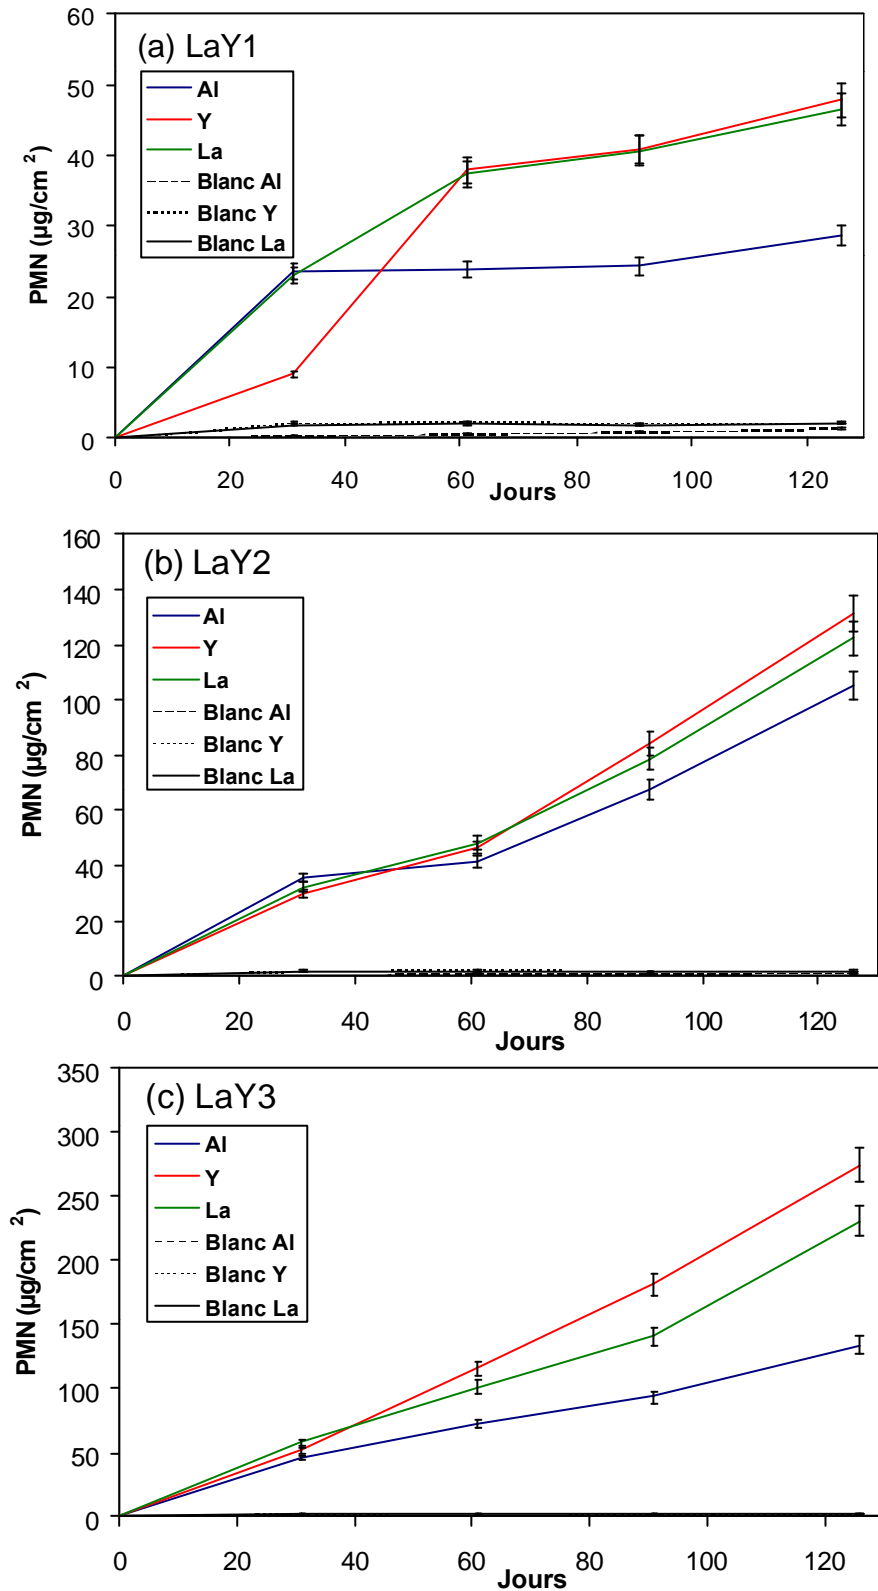 (a) LaY1
PMN (µg/cm ²)
60
50
40
30
20
10
0
Al
Y
La
Blanc Al
Blanc Y
Blanc La
0 20 40 60 80 100 120
Jours
(b) LaY2
PMN (µg/cm ²)
160
140
120
100
80
60
40
20
0
Al
Y
La
Blanc Al
Blanc Y
Blanc La
0 20 40 60 80 100 120
Jours
(c) LaY3
PMN (µg/cm ²)
350
300
250
200
150
100
50
0
Al
Y
La
Blanc Al
Blanc Y
Blanc La
0 20 40 60 80 100 120
Jours